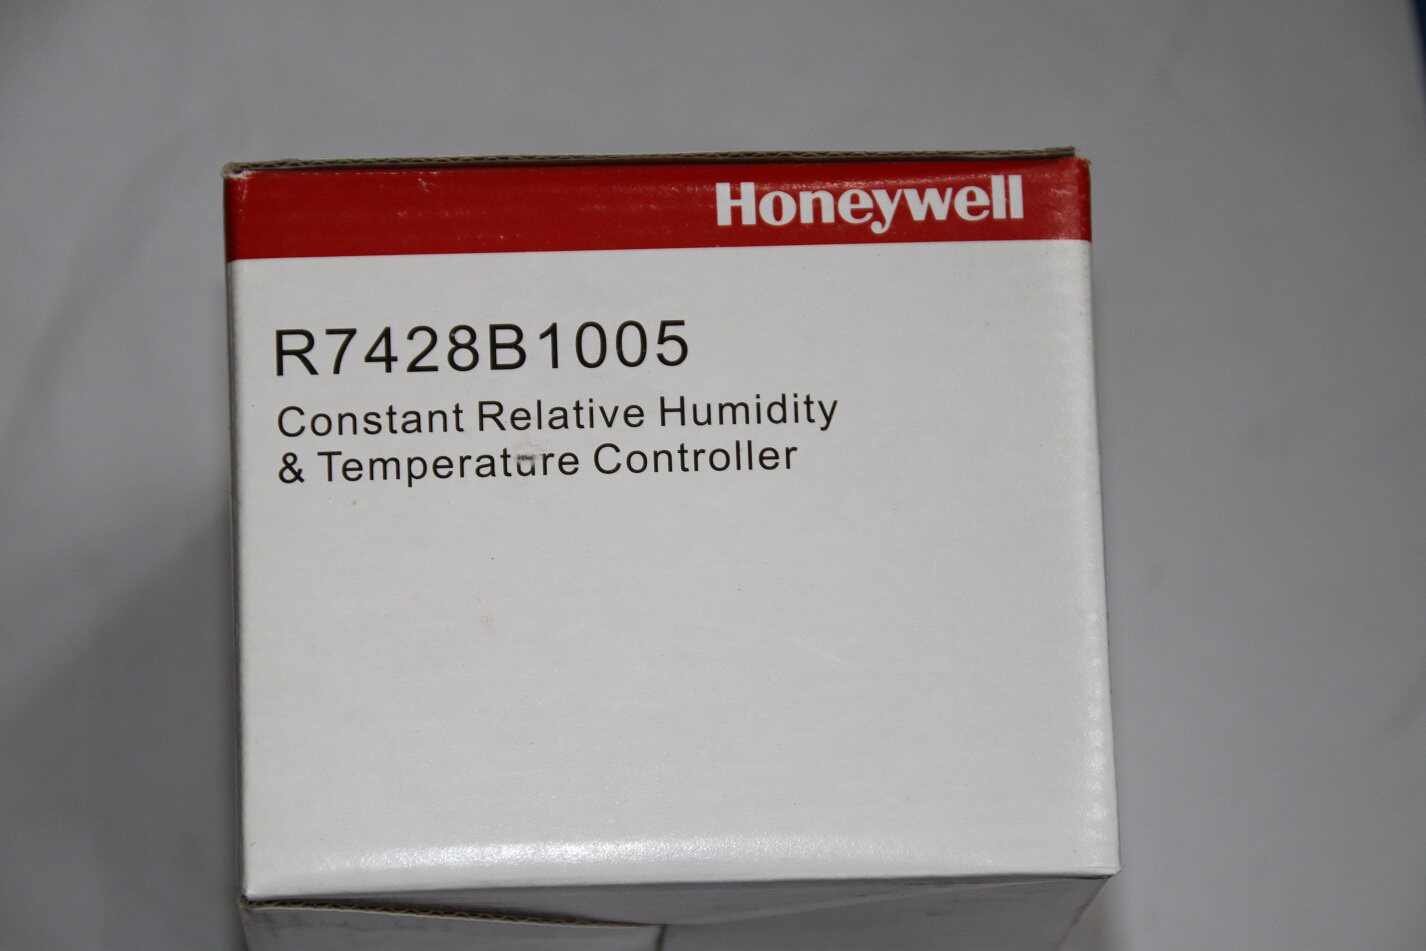 Honeywell
R7428B1005
Constant Relative Humidity
& Temperature Controller